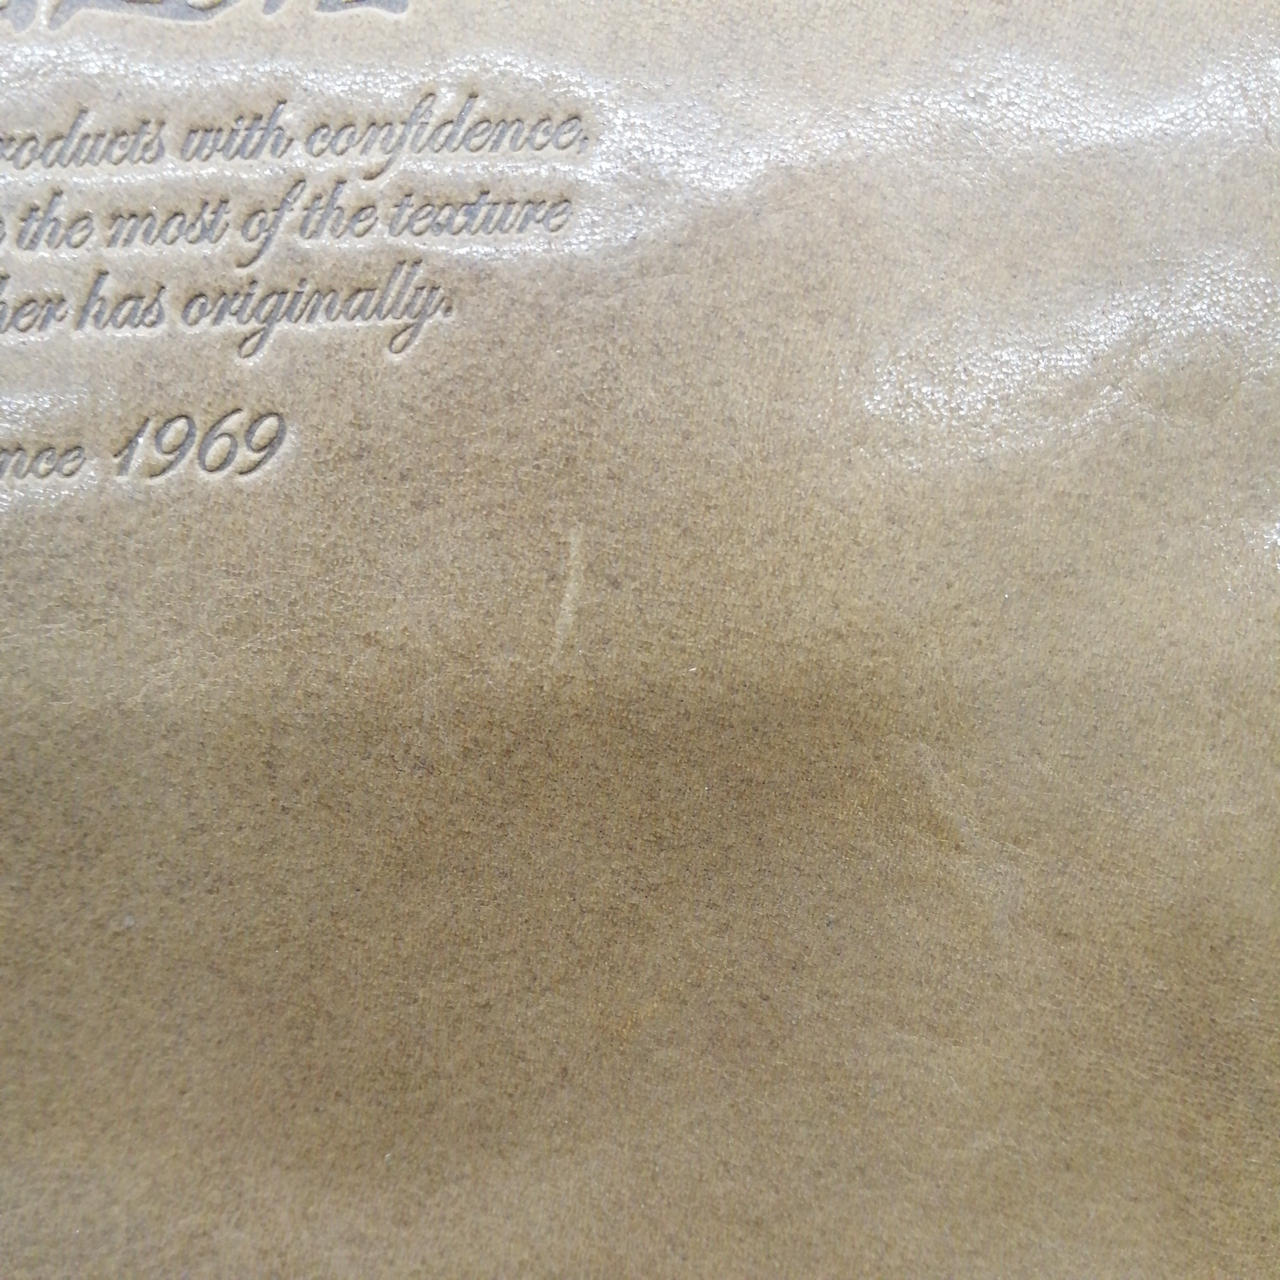 roducts with confidence.
the most of the texture
her has originally.
nce 1969